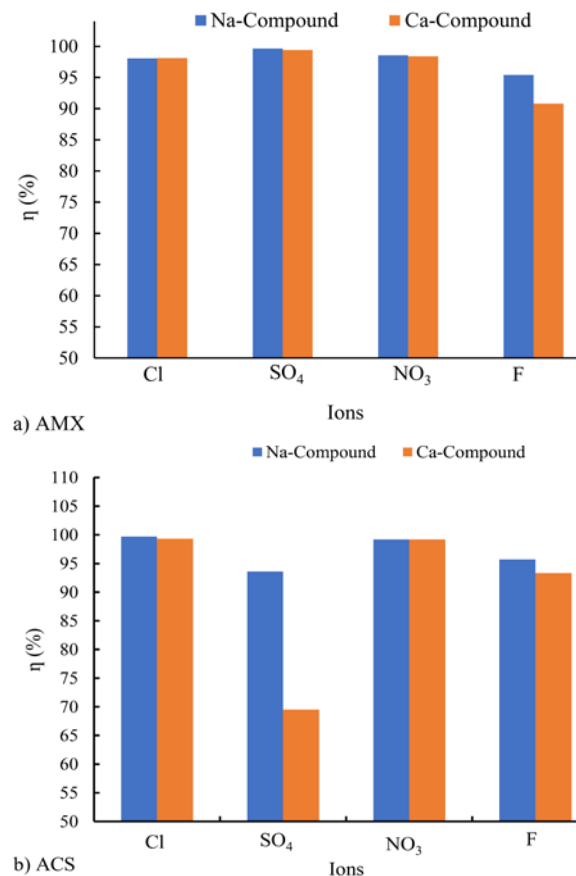 Na-Compound Ca-Compound
100
95
90
85
80
75
70
65
60
55
50
η (%)
Cl SO₄ NO₃ F
Ions
a) AMX
Na-Compound Ca-Compound
110
105
100
95
90
85
80
75
70
65
60
55
50
η (%)
Cl SO₄ NO₃ F
Ions
b) ACS